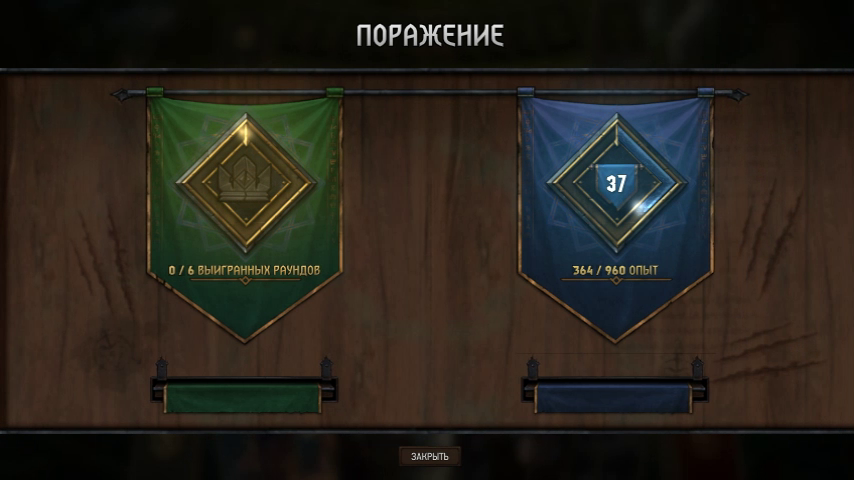 ПОРАЖЕНИЕ
37
0 / 6 ВЫИГРАННЫХ РАУНДОВ
364 / 960 ОПЫТ
ЗАКРЫТЬ